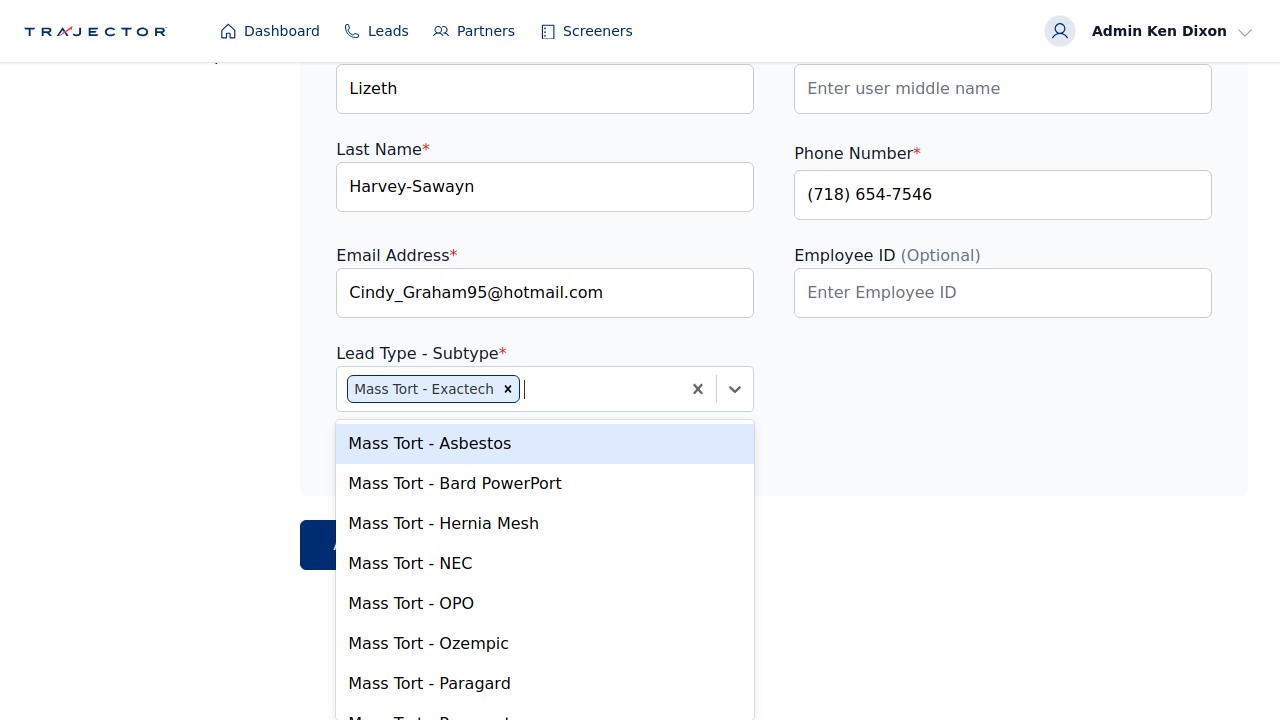 TRAJECTOR
Dashboard
Leads
Partners
Screeners
Admin Ken Dixon
Lizeth
Enter user middle name
Last Name*
Phone Number*
Harvey-Sawayn
(718) 654-7546
Email Address*
Employee ID (Optional)
Cindy_Graham95@hotmail.com
Enter Employee ID
Lead Type - Subtype*
Mass Tort - Exactech
Mass Tort - Asbestos
Mass Tort - Bard PowerPort
Mass Tort - Hernia Mesh
Mass Tort - NEC
Mass Tort - OPO
Mass Tort - Ozempic
Mass Tort - Paragard